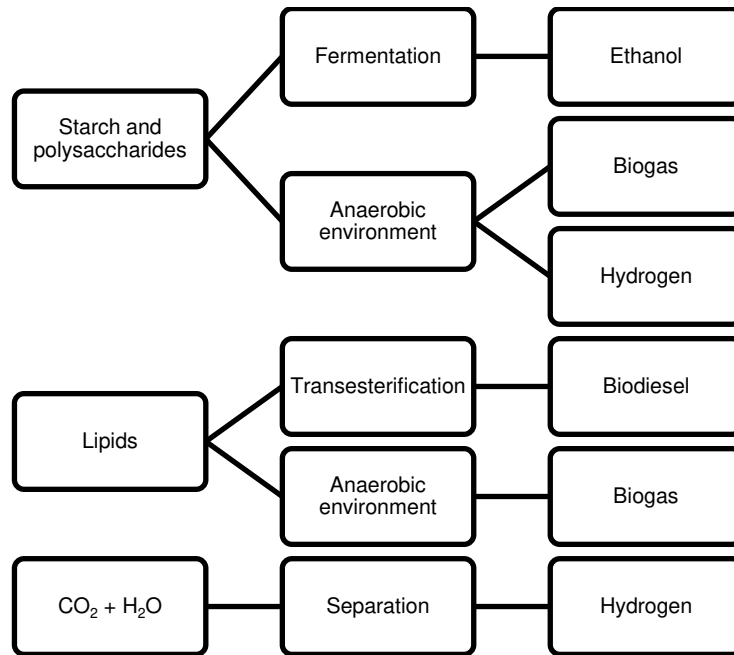 Fermentation
Ethanol
Starch and
polysaccharides
Biogas
Anaerobic
environment
Hydrogen
Transesterification
Biodiesel
Lipids
Anaerobic
environment
Biogas
CO₂ + H₂O
Separation
Hydrogen